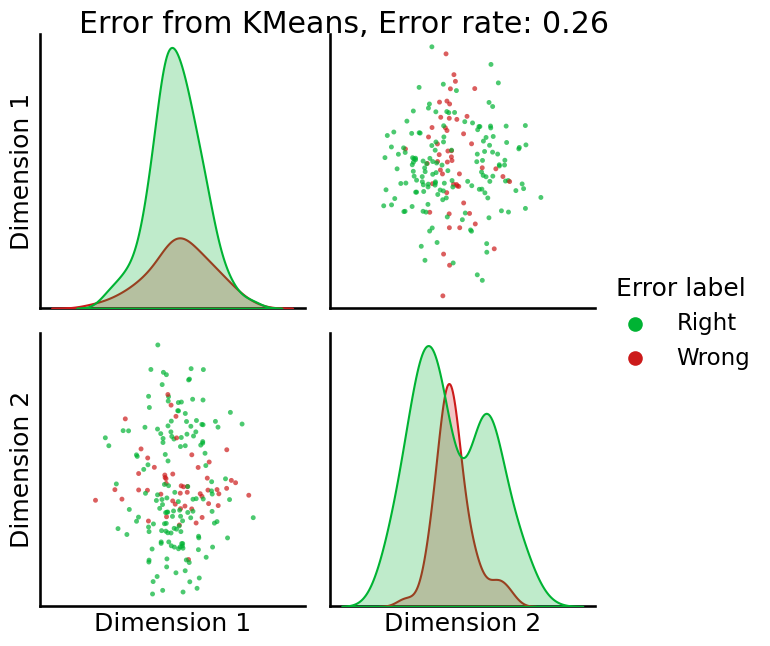 Error from KMeans, Error rate: 0.26
Dimension 1
Error label
Right
Wrong
Dimension 2
Dimension 1
Dimension 2